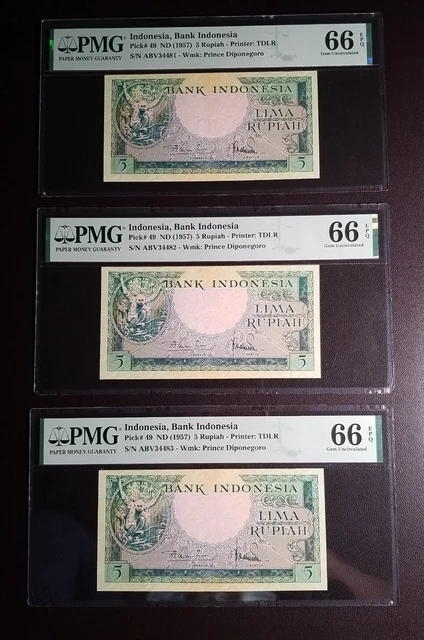 PMG
PAPER MONEY GUARANTY
Indonesia, Bank Indonesia
Pick# 49 ND (1957) 5 Rupiah - Printer: TDLR
S/N ABV34481 - Wmk: Prince Diponegoro
66 EPQ
Gem Uncirculated
BANK INDONESIA
LIMA
RUPIAH
5 5
PMG
PAPER MONEY GUARANTY
Indonesia, Bank Indonesia
Pick# 49 ND (1957) 5 Rupiah - Printer: TDLR
S/N ABV34482 - Wmk: Prince Diponegoro
66 EPQ
Gem Uncirculated
BANK INDONESIA
LIMA
RUPIAH
5 5
PMG
PAPER MONEY GUARANTY
Indonesia, Bank Indonesia
Pick# 49 ND (1957) 5 Rupiah - Printer: TDLR
S/N ABV34483 - Wmk: Prince Diponegoro
66 EPQ
Gem Uncirculated
BANK INDONESIA
LIMA
RUPIAH
5 5